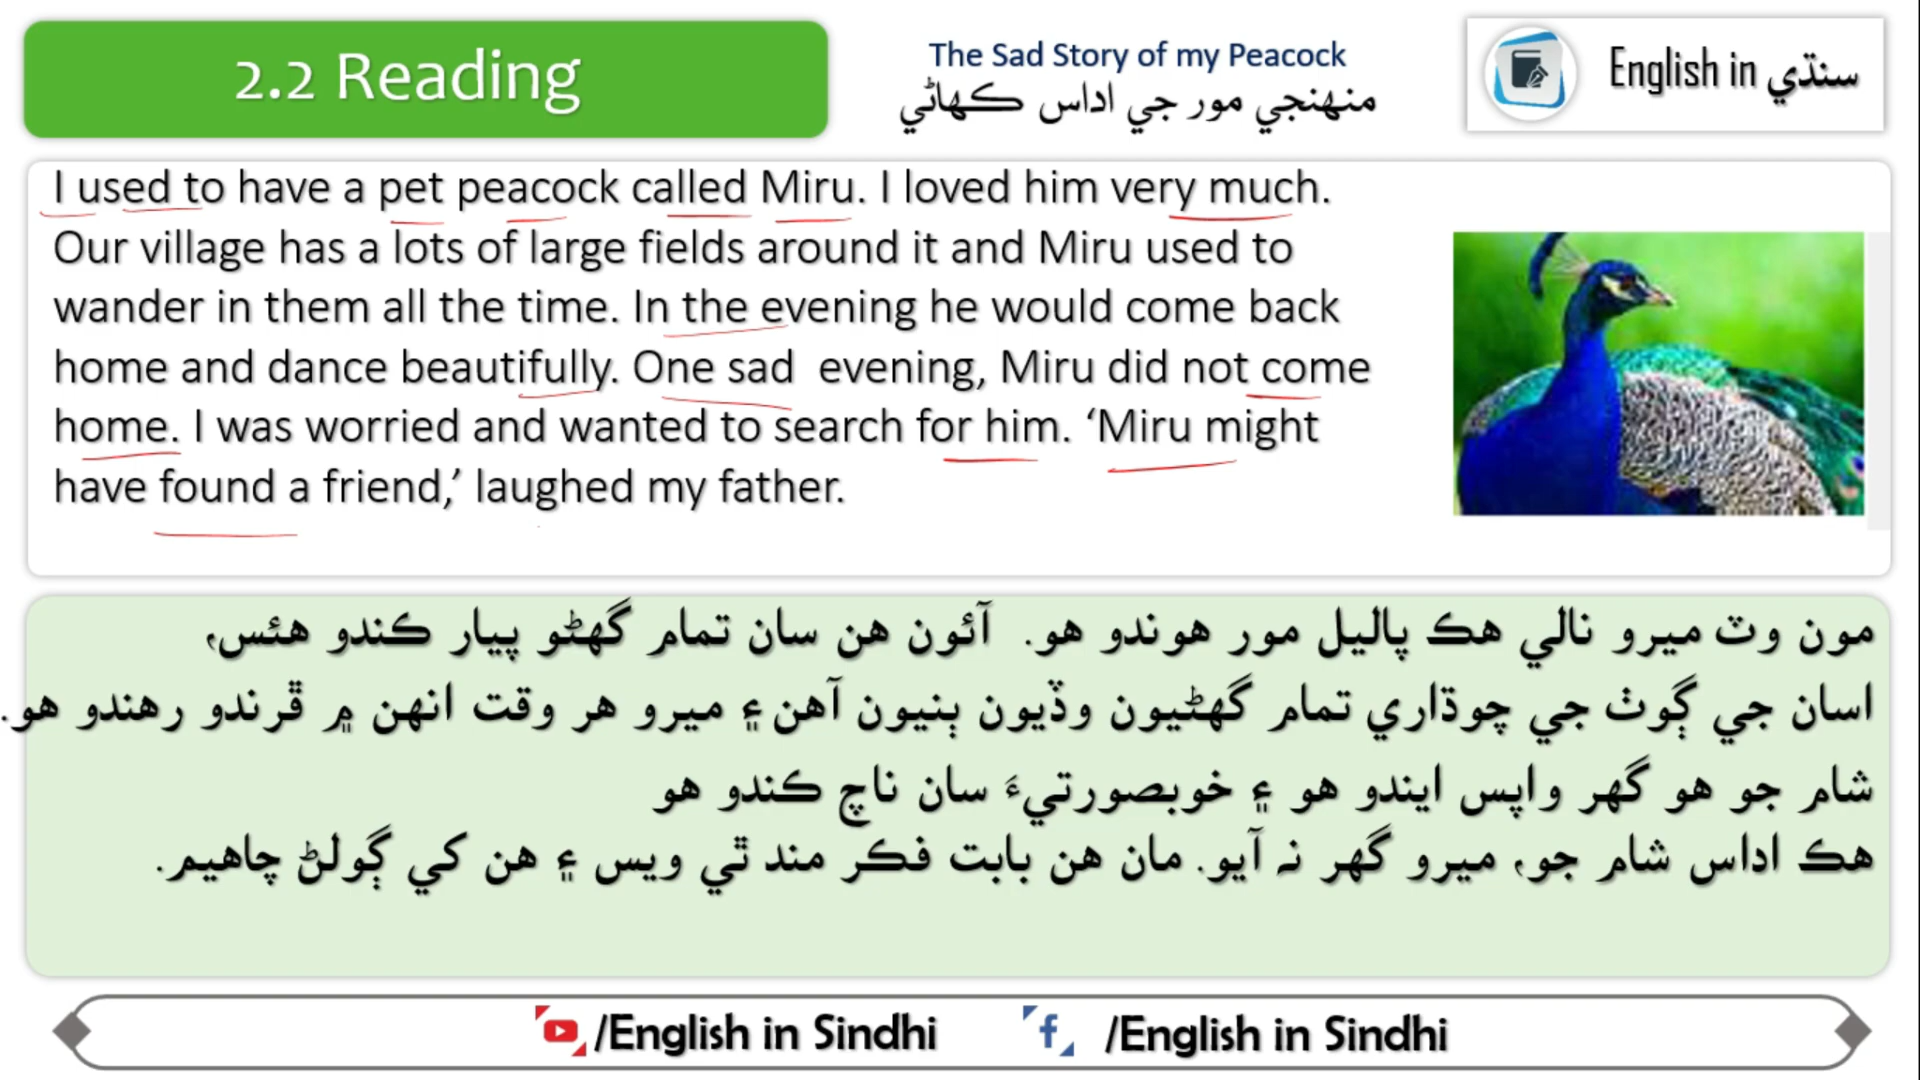 2.2 Reading
The Sad Story of my Peacock
منهنجي مور جي اداس ڪهاڻي
English in سنڌي
I used to have a pet peacock called Miru. I loved him very much.
Our village has a lots of large fields around it and Miru used to
wander in them all the time. In the evening he would come back
home and dance beautifully. One sad evening, Miru did not come
home. I was worried and wanted to search for him. ‘Miru might
have found a friend,’ laughed my father.
مون وٽ ميرو نالي هڪ پاليل مور هوندو هو. آئون هن سان تمام گهڻو پيار ڪندو هئس،
اسان جي ڳوٺ جي چوڌاري تمام گهڻيون وڏيون ٻنيون آهن ۽ ميرو هر وقت انهن ۾ ڦرندو رهندو هو.
شام جو هو گهر واپس ايندو هو ۽ خوبصورتيءَ سان ناچ ڪندو هو
هڪ اداس شام جو، ميرو گهر نہ آيو. مان هن بابت فڪر مند ٿي ويس ۽ هن کي ڳولڻ چاهيم.
/English in Sindhi
/English in Sindhi